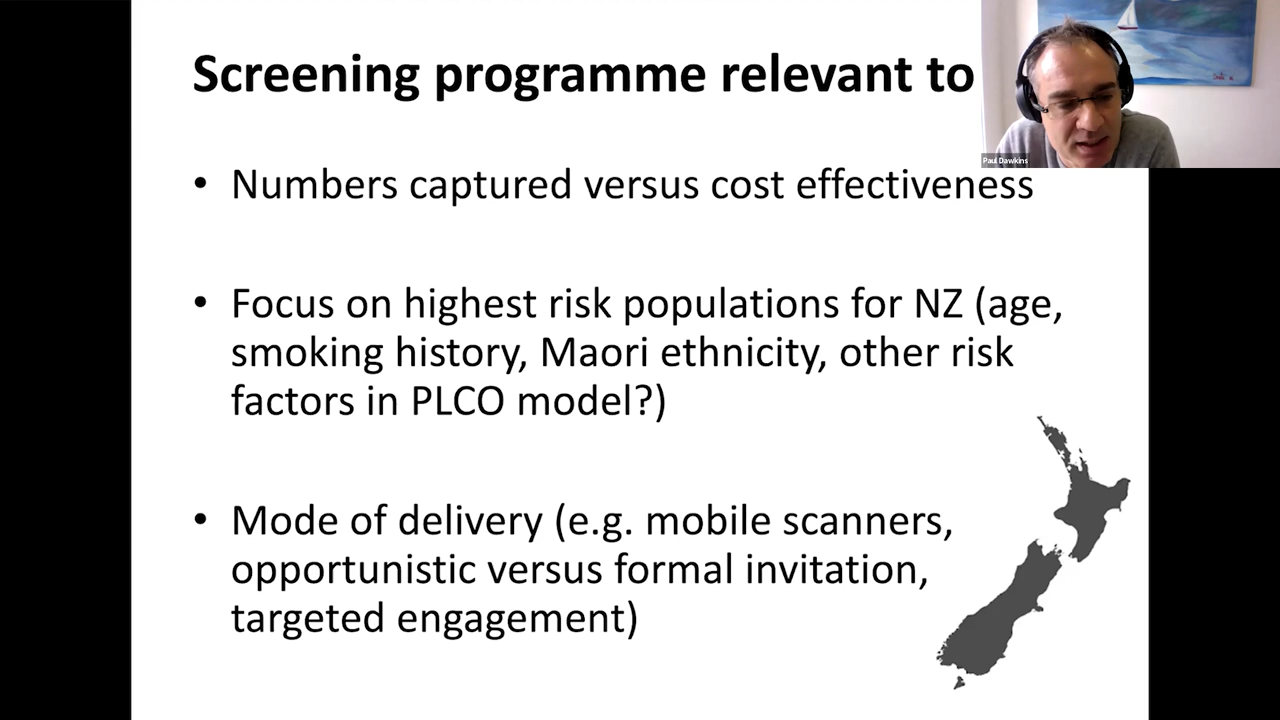 Screening programme relevant to
Paul Dawkins
• Numbers captured versus cost effectiveness
• Focus on highest risk populations for NZ (age,
smoking history, Maori ethnicity, other risk
factors in PLCO model?)
• Mode of delivery (e.g. mobile scanners,
opportunistic versus formal invitation,
targeted engagement)